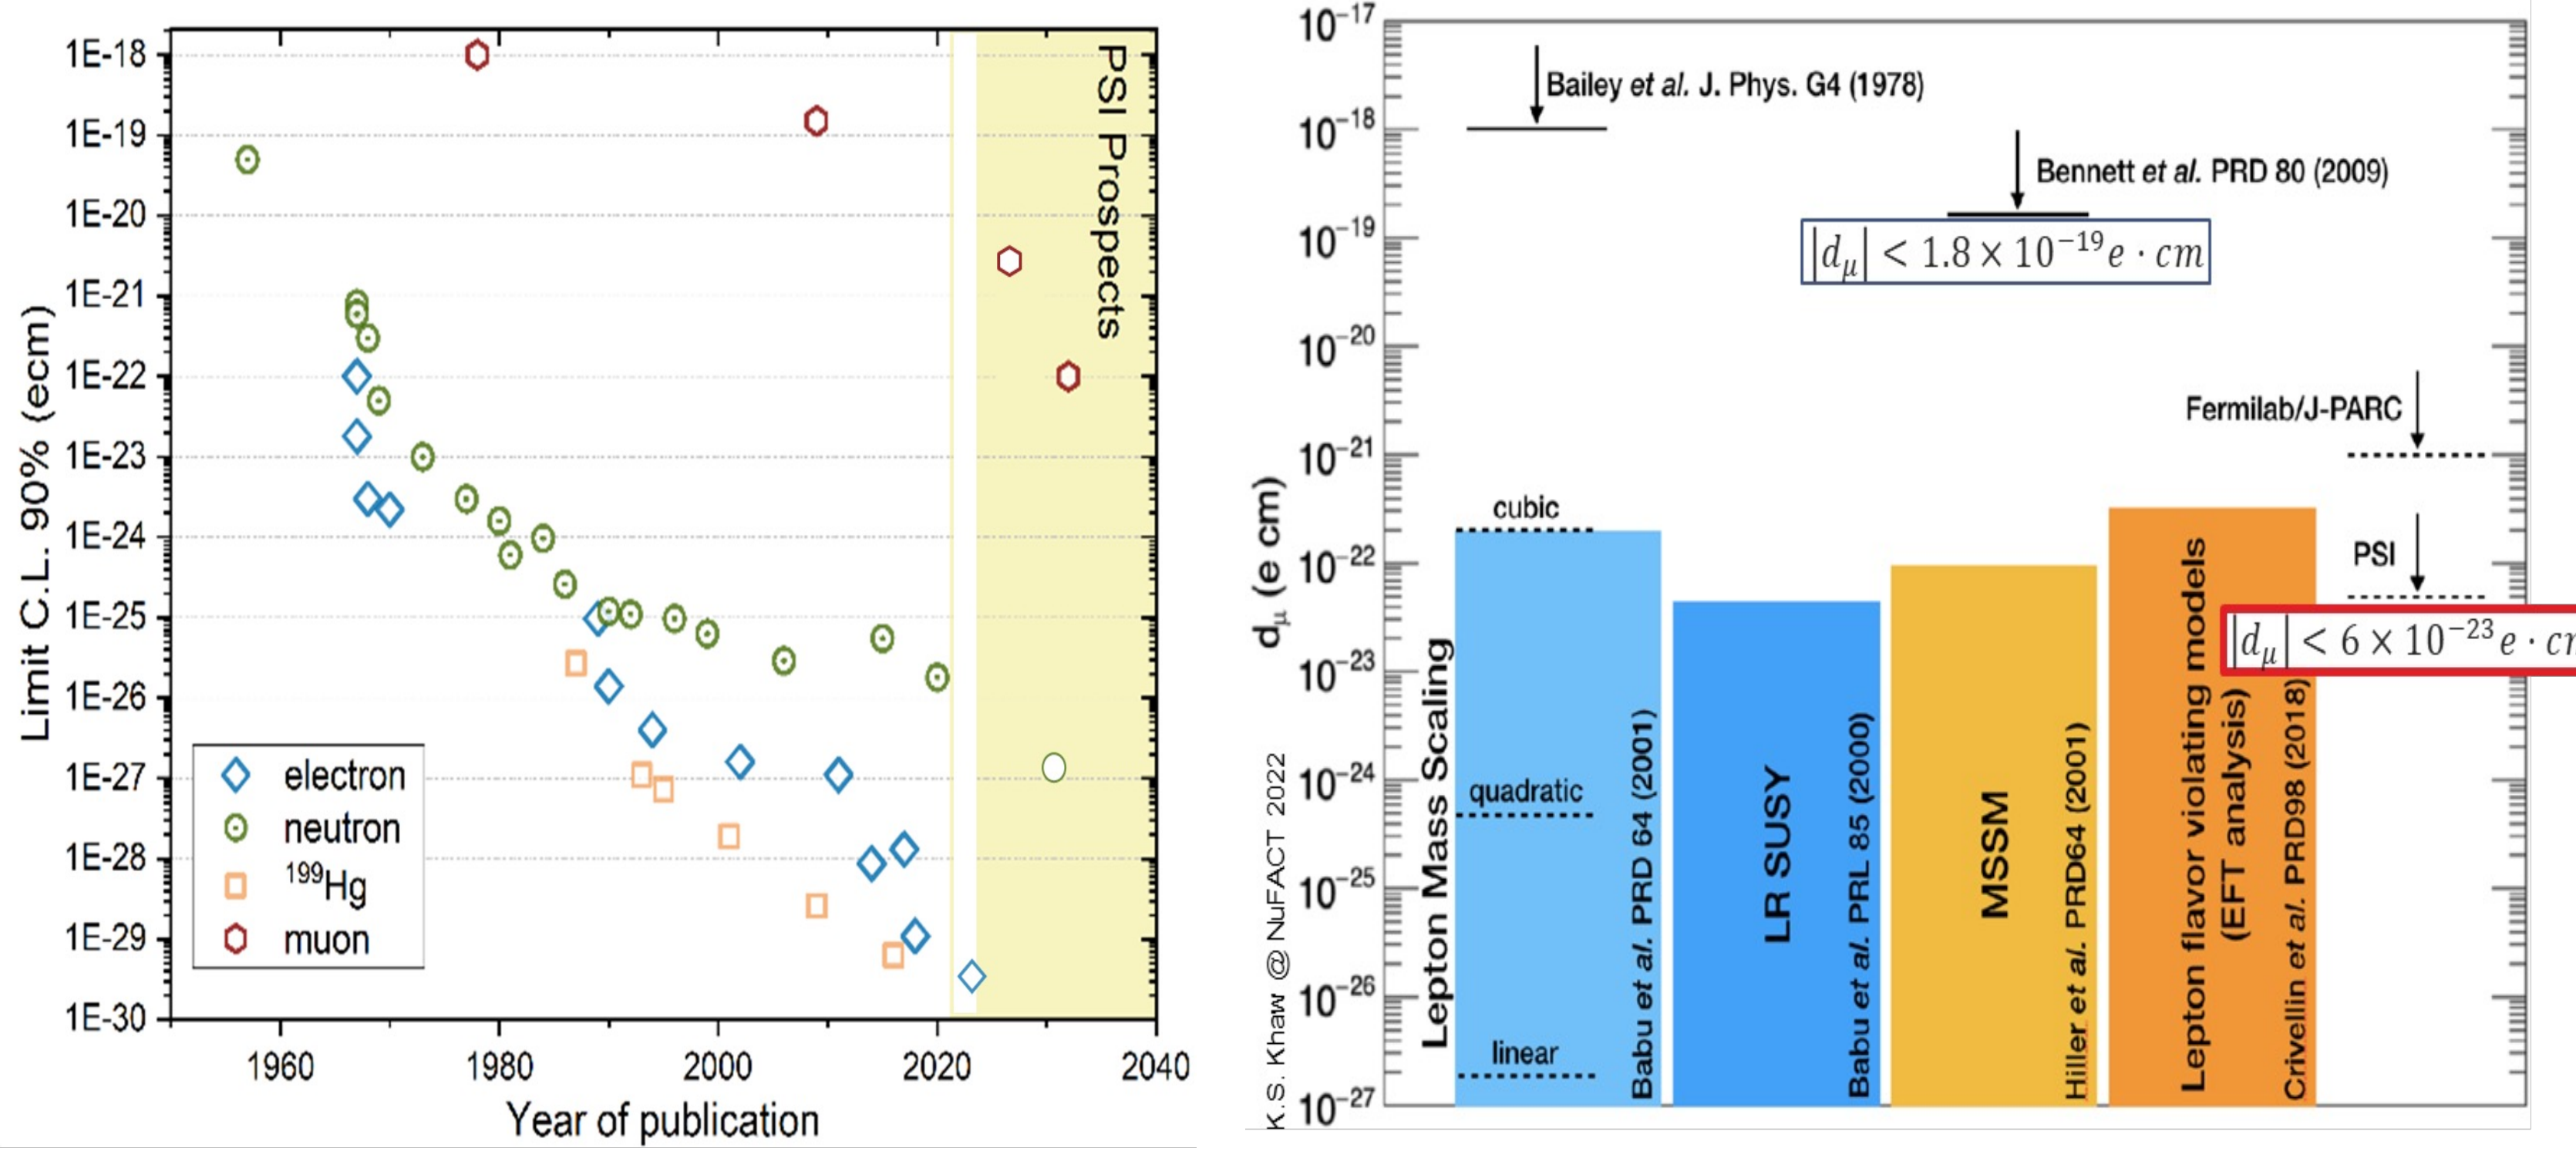 1E-18
1E-19
1E-20
1E-21
1E-22
1E-23
1E-24
1E-25
1E-26
1E-27
1E-28
1E-29
1E-30
Limit C.L. 90% (ecm)
1960 1980 2000 2020 2040
Year of publication
PSI Prospects
electron
neutron
¹⁹⁹Hg
muon
10⁻¹⁷
10⁻¹⁸
10⁻¹⁹
10⁻²⁰
10⁻²¹
10⁻²²
10⁻²³
10⁻²⁴
10⁻²⁵
10⁻²⁶
10⁻²⁷
dμ (e cm)
K.S. Khaw @ NuFACT 2022
Bailey et al. J. Phys. G4 (1978)
Bennett et al. PRD 80 (2009)
|dμ| < 1.8 × 10⁻¹⁹e · cm
Fermilab/J-PARC
PSI
|dμ| < 6 × 10⁻²³e · cm
Lepton Mass Scaling
cubic
quadratic
linear
Babu et al. PRD 64 (2001)
LR SUSY
Babu et al. PRL 85 (2000)
MSSM
Hiller et al. PRD64 (2001)
Lepton flavor violating models
(EFT analysis)
Crivellin et al. PRD98 (2018)